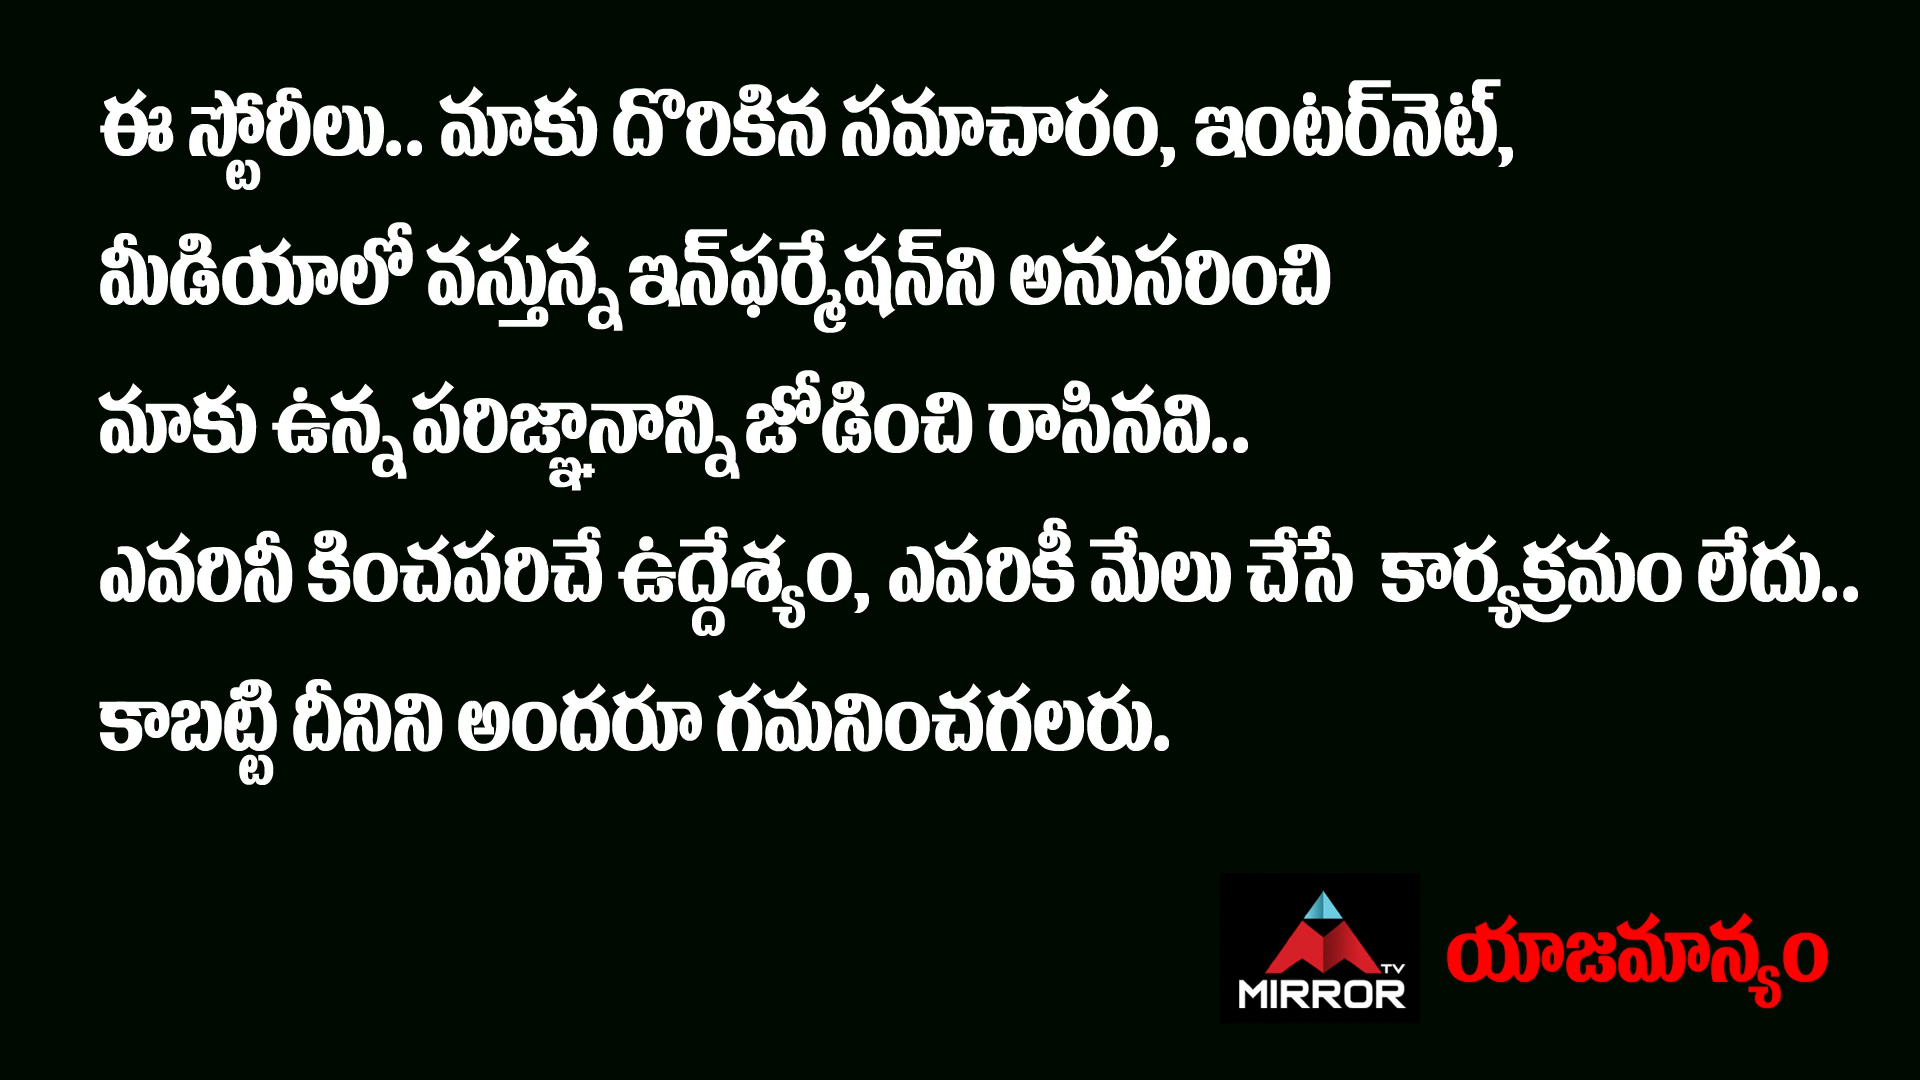 ఈ స్టోరీలు.. మాకు దొరికిన సమాచారం, ఇంటర్‌నెట్,
మీడియాలో వస్తున్న ఇన్‌ఫర్మేషన్‌ని అనుసరించి
మాకు ఉన్న పరిజ్ఞానాన్ని జోడించి రాసినవి..
ఎవరినీ కించపరిచే ఉద్దేశ్యం, ఎవరికీ మేలు చేసే కార్యక్రమం లేదు..
కాబట్టి దీనిని అందరూ గమనించగలరు.
TV
MIRROR
యాజమాన్యం